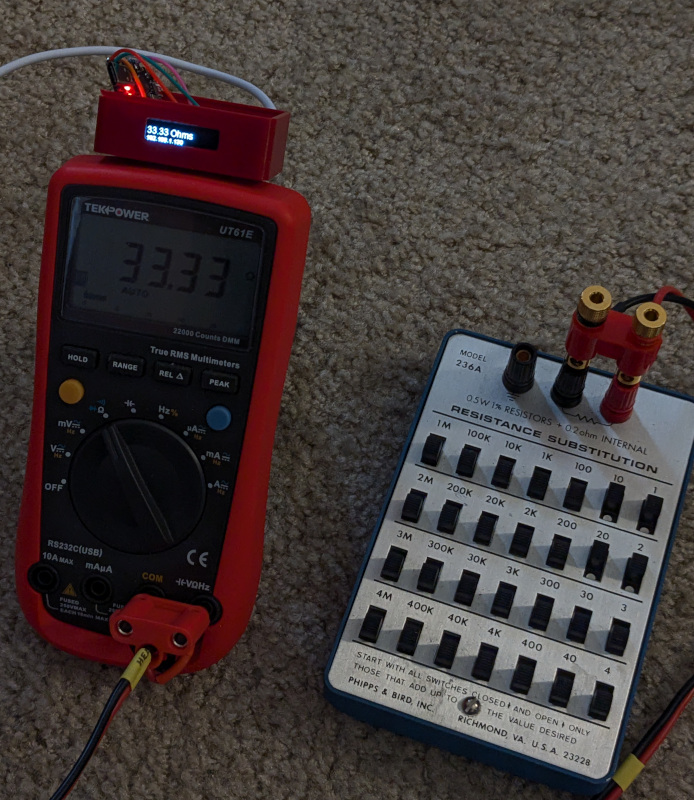 33.33 Ohms
TEKPOWER
UT61E
33.33
AUTO
22000 Counts DMM
True RMS Multimeters
HOLD RANGE REL Δ PEAK
Hz%
mV
µA
V
mA
OFF
A
RS232C(USB)
10A MAX mAµA COM VΩHz
CE
FUSED
MODEL
236A
0.5W 1% RESISTORS + 0.2ohm INTERNAL
RESISTANCE SUBSTITUTION
1M 100K 10K 1K 100 10 1
2M 200K 20K 2K 200 20 2
3M 300K 30K 3K 300 30 3
4M 400K 40K 4K 400 40 4
START WITH ALL SWITCHES CLOSED AND OPEN ONLY
THOSE THAT ADD UP TO THE VALUE DESIRED
PHIPPS & BIRD, INC. RICHMOND, VA. U.S.A. 23228